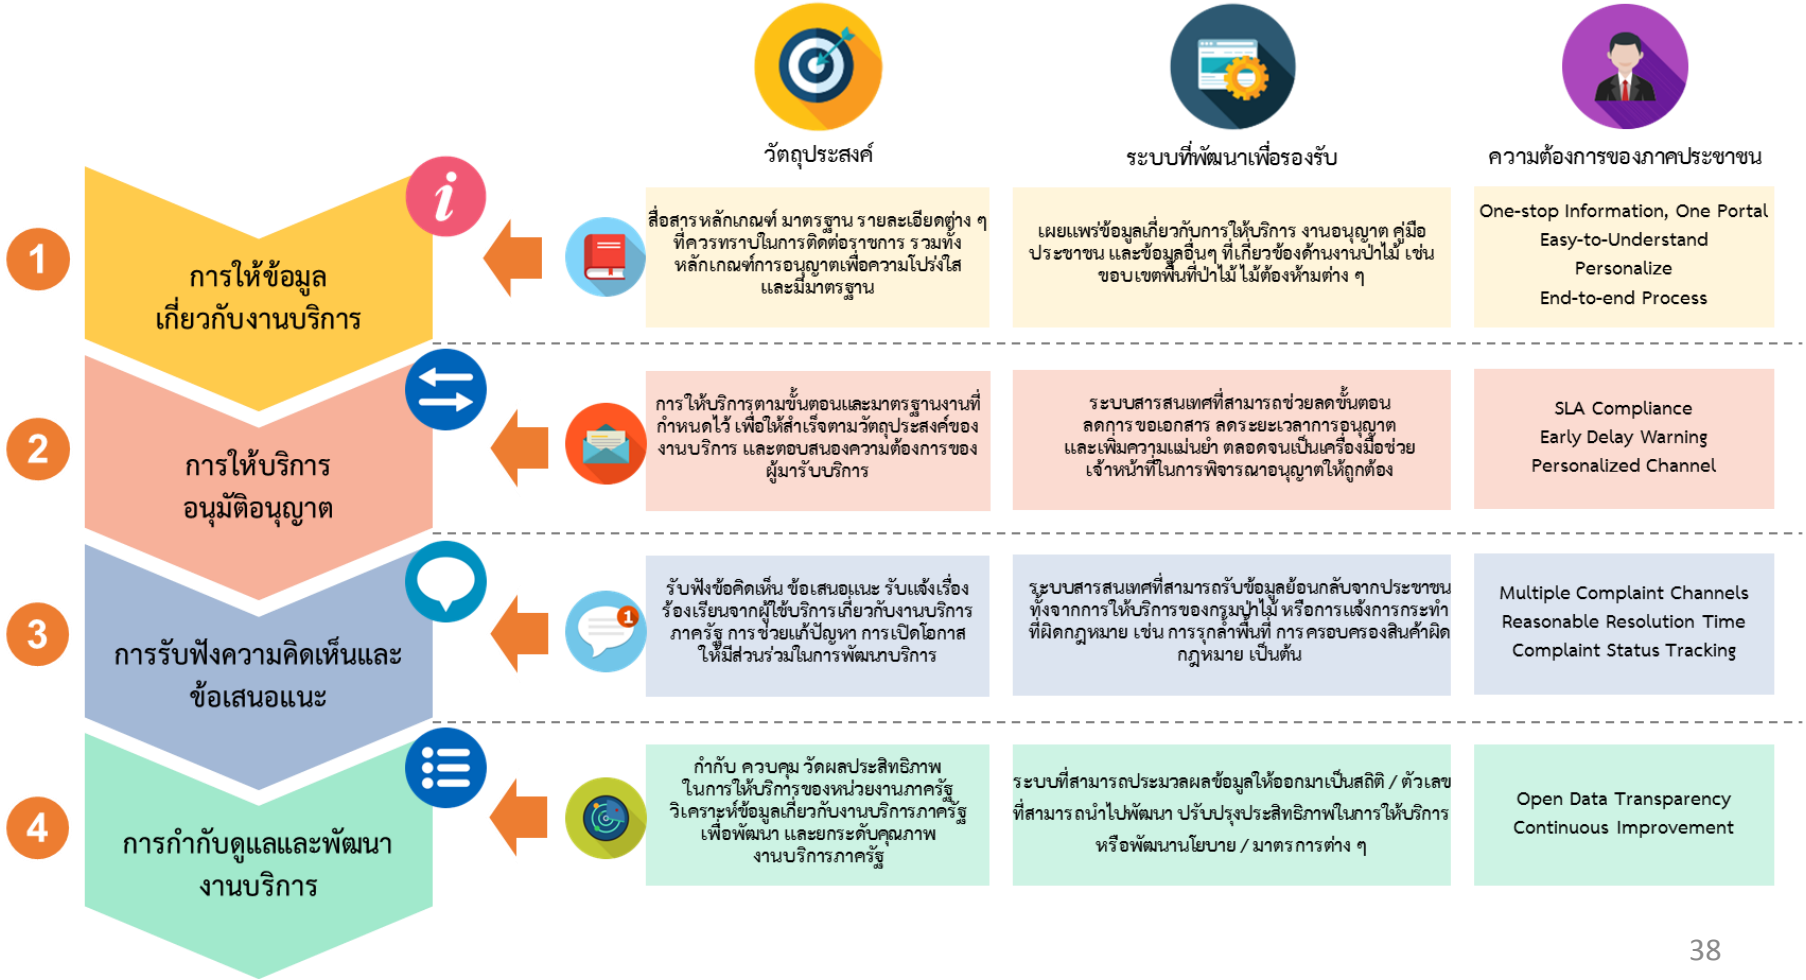 วัตถุประสงค์
ระบบที่พัฒนาเพื่อรองรับ
ความต้องการของภาคประชาชน
1
การให้ข้อมูล
เกี่ยวกับงานบริการ
สื่อสารหลักเกณฑ์ มาตรฐาน รายละเอียดต่าง ๆ
ที่ควรทราบในการติดต่อราชการ รวมทั้ง
หลักเกณฑ์การอนุญาตเพื่อความโปร่งใส
และมีมาตรฐาน
เผยแพร่ข้อมูลเกี่ยวกับการให้บริการ งานอนุญาต คู่มือ
ประชาชน และข้อมูลอื่นๆ ที่เกี่ยวข้องด้านงานป่าไม้ เช่น
ขอบเขตพื้นที่ป่าไม้ ไม้ต้องห้ามต่าง ๆ
One-stop Information, One Portal
Easy-to-Understand
Personalize
End-to-end Process
2
การให้บริการ
อนุมัติอนุญาต
การให้บริการตามขั้นตอนและมาตรฐานงานที่
กำหนดไว้ เพื่อให้สำเร็จตามวัตถุประสงค์ของ
งานบริการ และตอบสนองความต้องการของ
ผู้มารับบริการ
ระบบสารสนเทศที่สามารถช่วยลดขั้นตอน
ลดการขอเอกสาร ลดระยะเวลาการอนุญาต
และเพิ่มความแม่นยำ ตลอดจนเป็นเครื่องมือช่วย
เจ้าหน้าที่ในการพิจารณาอนุญาตให้ถูกต้อง
SLA Compliance
Early Delay Warning
Personalized Channel
3
การรับฟังความคิดเห็นและ
ข้อเสนอแนะ
1
รับฟังข้อคิดเห็น ข้อเสนอแนะ รับแจ้งเรื่อง
ร้องเรียนจากผู้ใช้บริการเกี่ยวกับงานบริการ
ภาครัฐ การช่วยแก้ปัญหา การเปิดโอกาส
ให้มีส่วนร่วมในการพัฒนาบริการ
ระบบสารสนเทศที่สามารถรับข้อมูลย้อนกลับจากประชาชน
ทั้งจากการให้บริการของกรมป่าไม้ หรือการแจ้งการกระทำ
ที่ผิดกฎหมาย เช่น การรุกล้ำพื้นที่ การครอบครองสินค้าผิด
กฎหมาย เป็นต้น
Multiple Complaint Channels
Reasonable Resolution Time
Complaint Status Tracking
4
การกำกับดูแลและพัฒนา
งานบริการ
กำกับ ควบคุม วัดผลประสิทธิภาพ
ในการให้บริการของหน่วยงานภาครัฐ
วิเคราะห์ข้อมูลเกี่ยวกับงานบริการภาครัฐ
เพื่อพัฒนา และยกระดับคุณภาพ
งานบริการภาครัฐ
ระบบที่สามารถประมวลผลข้อมูลให้ออกมาเป็นสถิติ / ตัวเลข
ที่สามารถนำไปพัฒนา ปรับปรุงประสิทธิภาพในการให้บริการ
หรือพัฒนานโยบาย / มาตรการต่าง ๆ
Open Data Transparency
Continuous Improvement
38